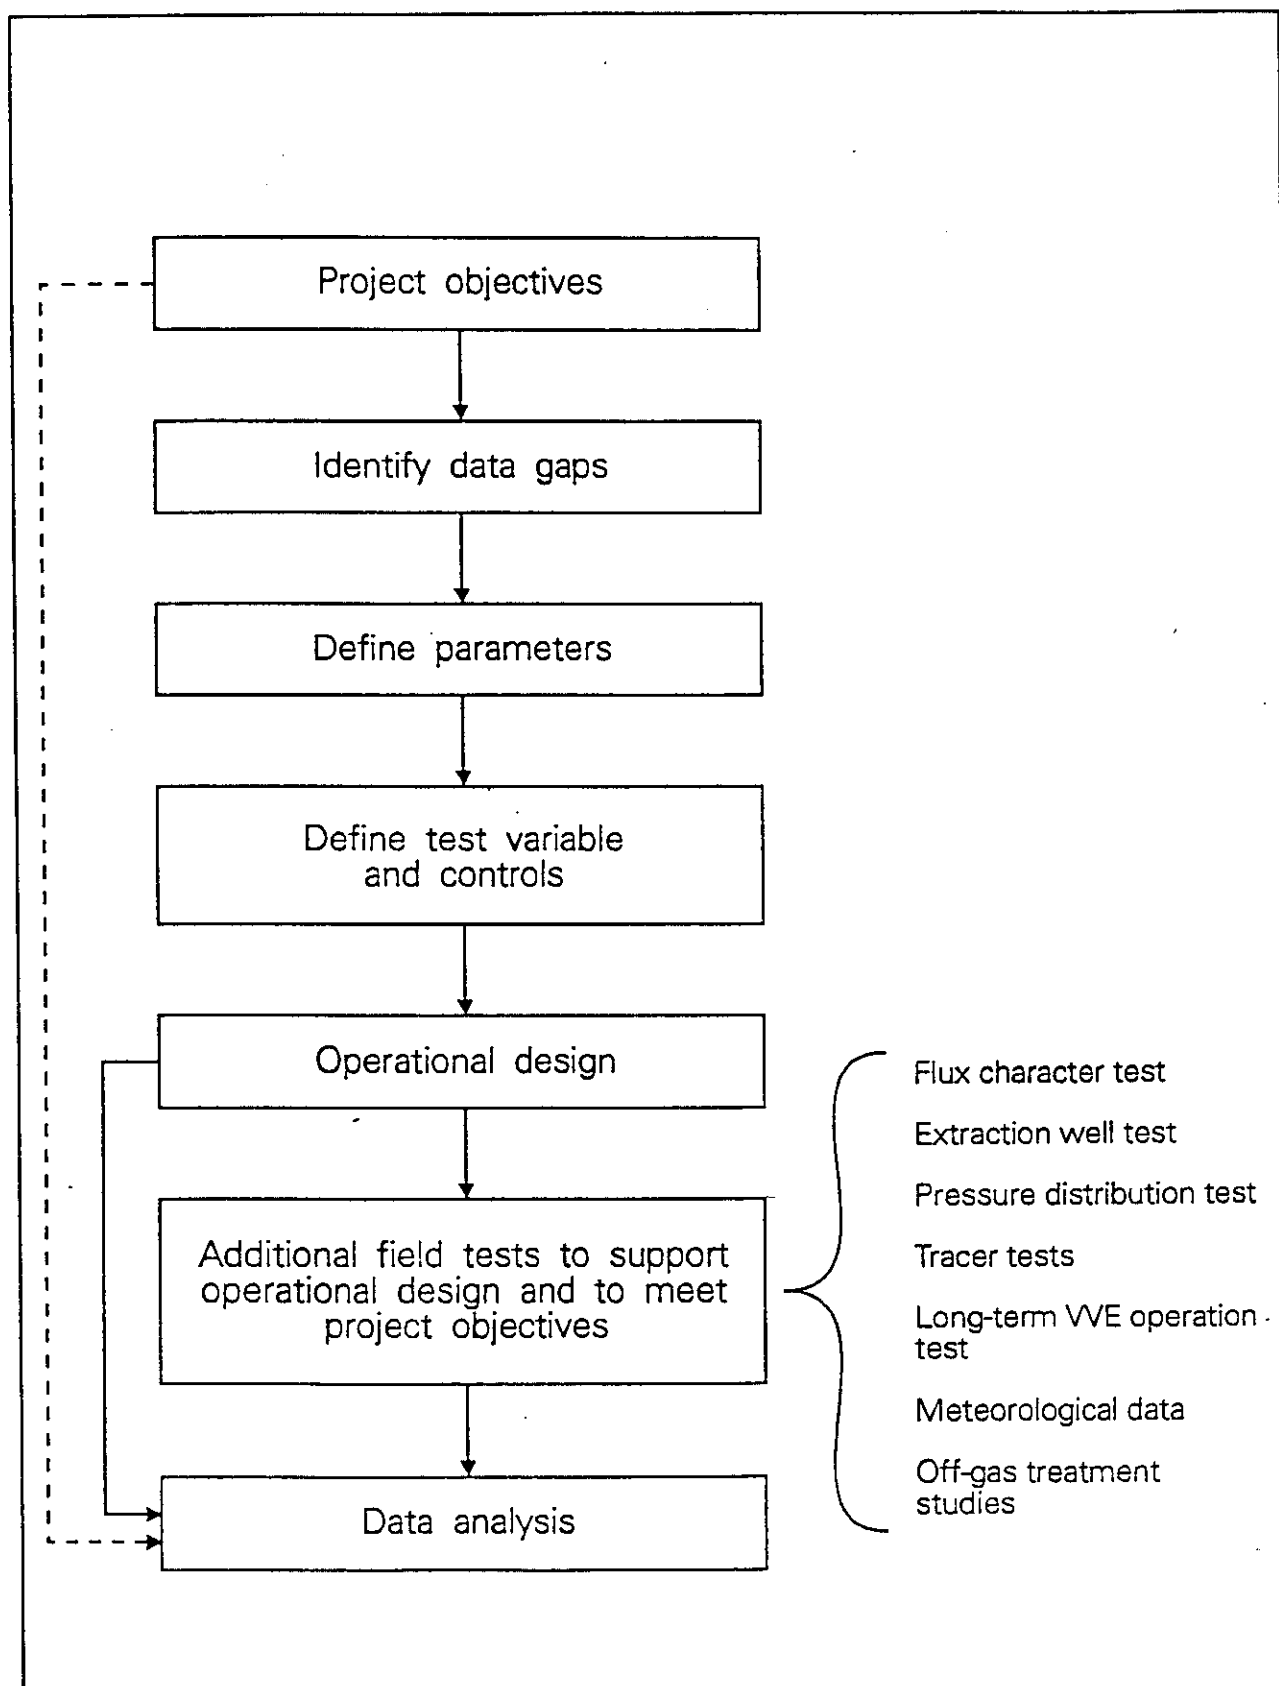 Project objectives
Identify data gaps
Define parameters
Define test variable
and controls
Operational design
Additional field tests to support
operational design and to meet
project objectives
Data analysis
Flux character test
Extraction well test
Pressure distribution test
Tracer tests
Long-term VVE operation
test
Meteorological data
Off-gas treatment
studies